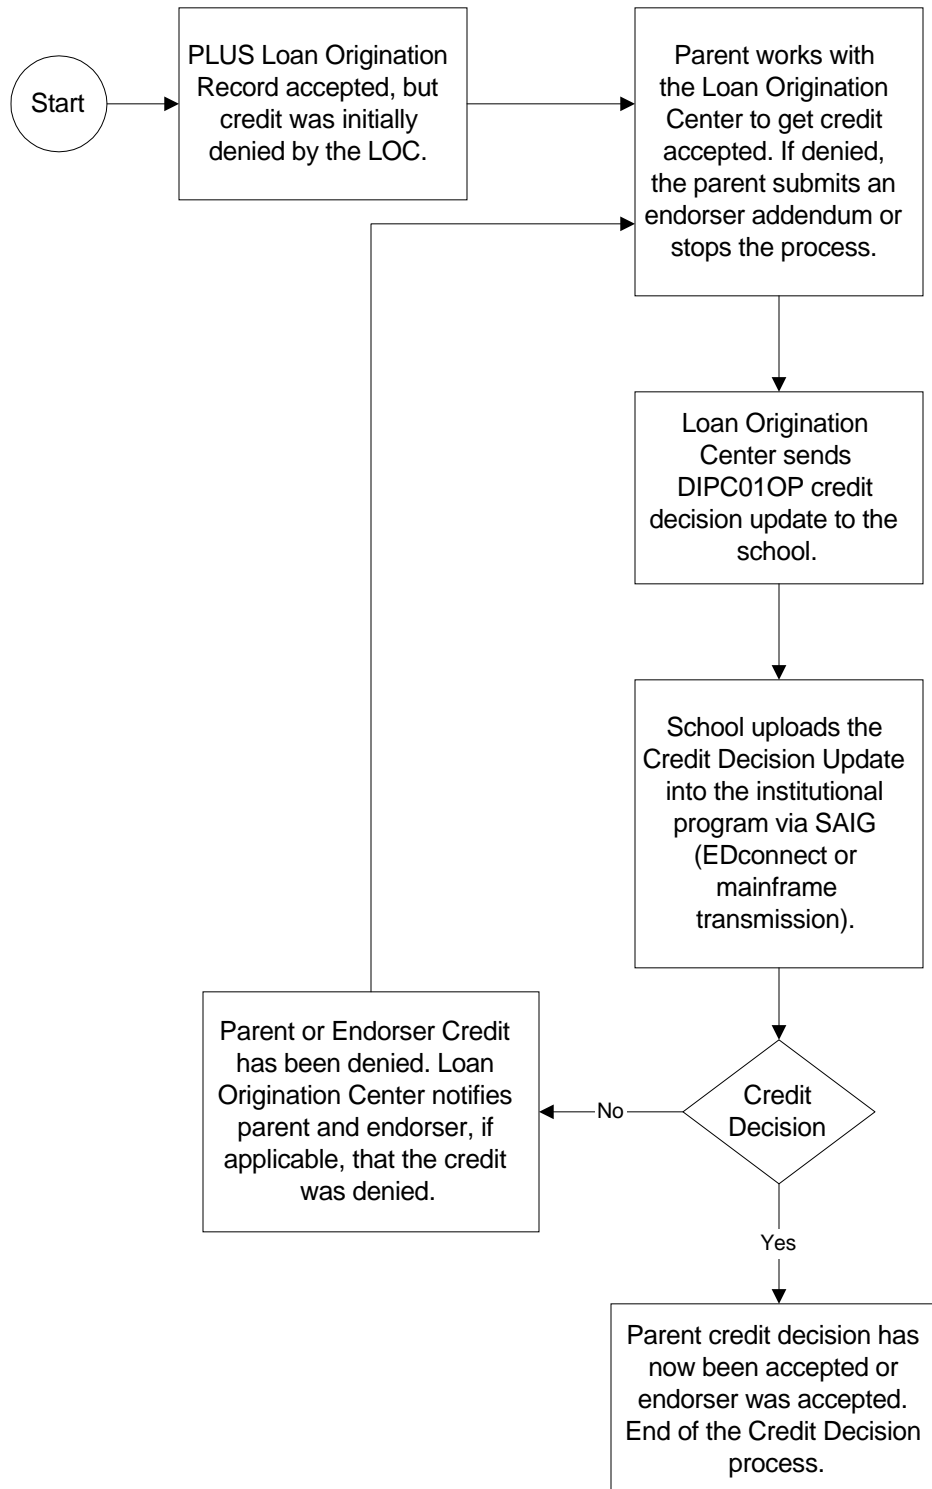 Start
PLUS Loan Origination
Record accepted, but
credit was initially
denied by the LOC.
Parent works with
the Loan Origination
Center to get credit
accepted. If denied,
the parent submits an
endorser addendum or
stops the process.
Loan Origination
Center sends
DIPC01OP credit
decision update to the
school.
School uploads the
Credit Decision Update
into the institutional
program via SAIG
(EDconnect or
mainframe
transmission).
Credit
Decision
No
Parent or Endorser Credit
has been denied. Loan
Origination Center notifies
parent and endorser, if
applicable, that the credit
was denied.
Yes
Parent credit decision has
now been accepted or
endorser was accepted.
End of the Credit Decision
process.